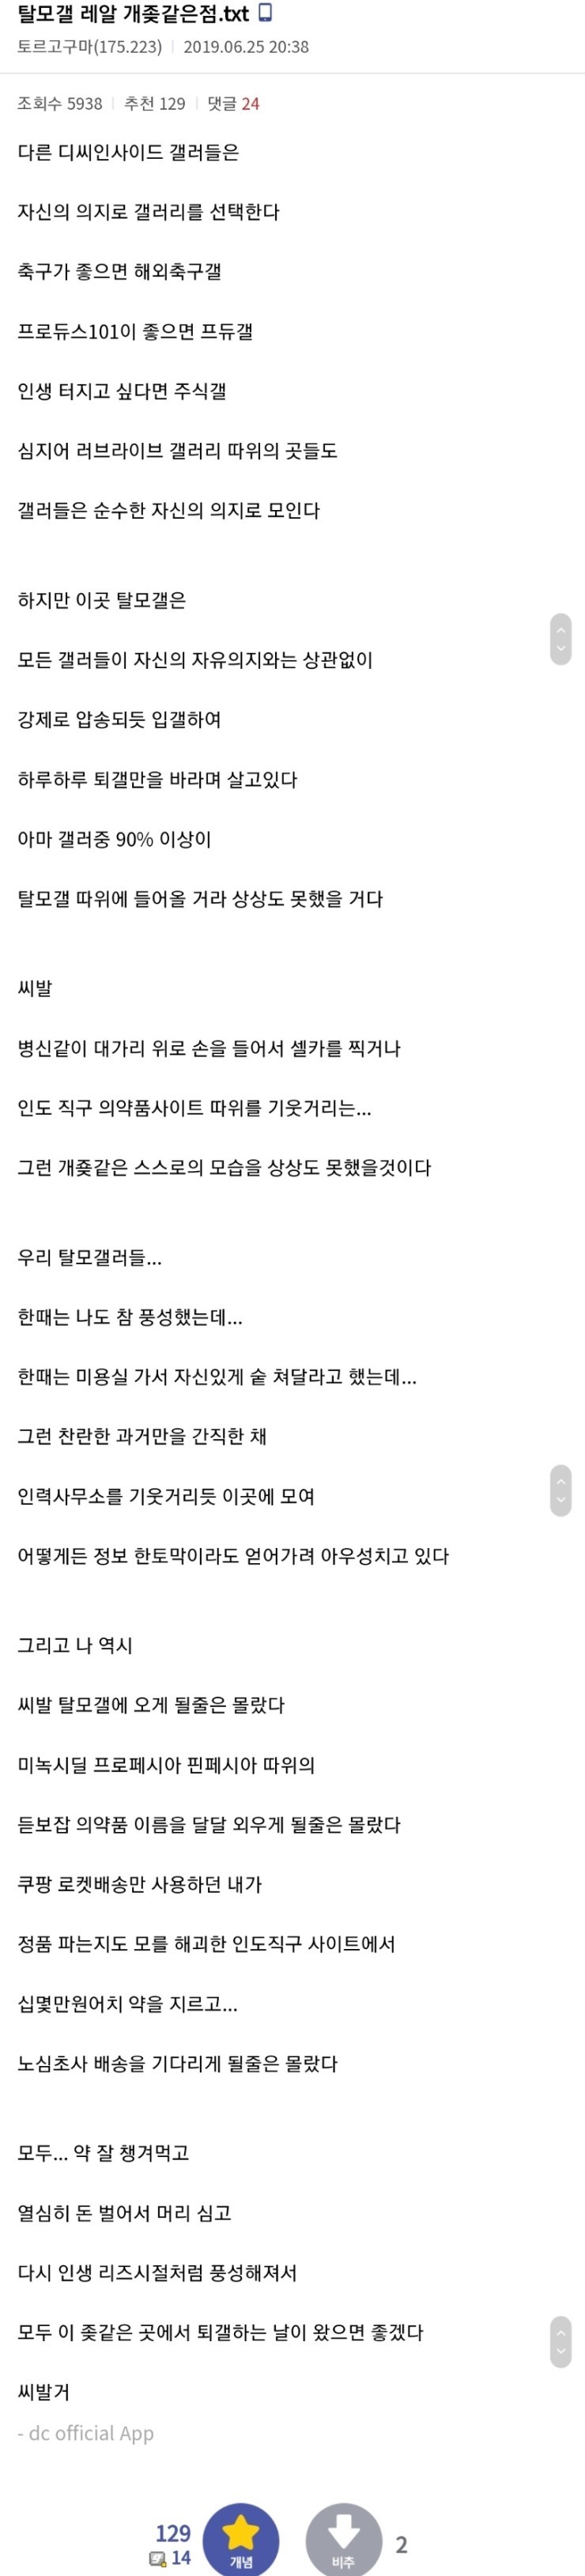 탈모갤 레알 개좆같은점.txt
토르고구마(175.223) 2019.06.25 20:38
조회수 5938 추천 129 댓글 24
다른 디씨인사이드 갤러들은
자신의 의지로 갤러리를 선택한다
축구가 좋으면 해외축구갤
프로듀스101이 좋으면 프듀갤
인생 터지고 싶다면 주식갤
심지어 러브라이브 갤러리 따위의 곳들도
갤러들은 순수한 자신의 의지로 모인다
하지만 이곳 탈모갤은
모든 갤러들이 자신의 자유의지와는 상관없이
강제로 압송되듯 입갤하여
하루하루 퇴갤만을 바라며 살고있다
아마 갤러중 90% 이상이
탈모갤 따위에 들어올 거라 상상도 못했을 거다
씨발
병신같이 대가리 위로 손을 들어서 셀카를 찍거나
인도 직구 의약품사이트 따위를 기웃거리는...
그런 개죶같은 스스로의 모습을 상상도 못했을것이다
우리 탈모갤러들...
한때는 나도 참 풍성했는데...
한때는 미용실 가서 자신있게 숱 쳐달라고 했는데...
그런 찬란한 과거만을 간직한 채
인력사무소를 기웃거리듯 이곳에 모여
어떻게든 정보 한토막이라도 얻어가려 아우성치고 있다
그리고 나 역시
씨발 탈모갤에 오게 될줄은 몰랐다
미녹시딜 프로페시아 핀페시아 따위의
듣보잡 의약품 이름을 달달 외우게 될줄은 몰랐다
쿠팡 로켓배송만 사용하던 내가
정품 파는지도 모를 해괴한 인도직구 사이트에서
십몇만원어치 약을 지르고...
노심초사 배송을 기다리게 될줄은 몰랐다
모두... 약 잘 챙겨먹고
열심히 돈 벌어서 머리 심고
다시 인생 리즈시절처럼 풍성해져서
모두 이 좆같은 곳에서 퇴갤하는 날이 왔으면 좋겠다
씨발거
- dc official App
129
14
개념
비추
2